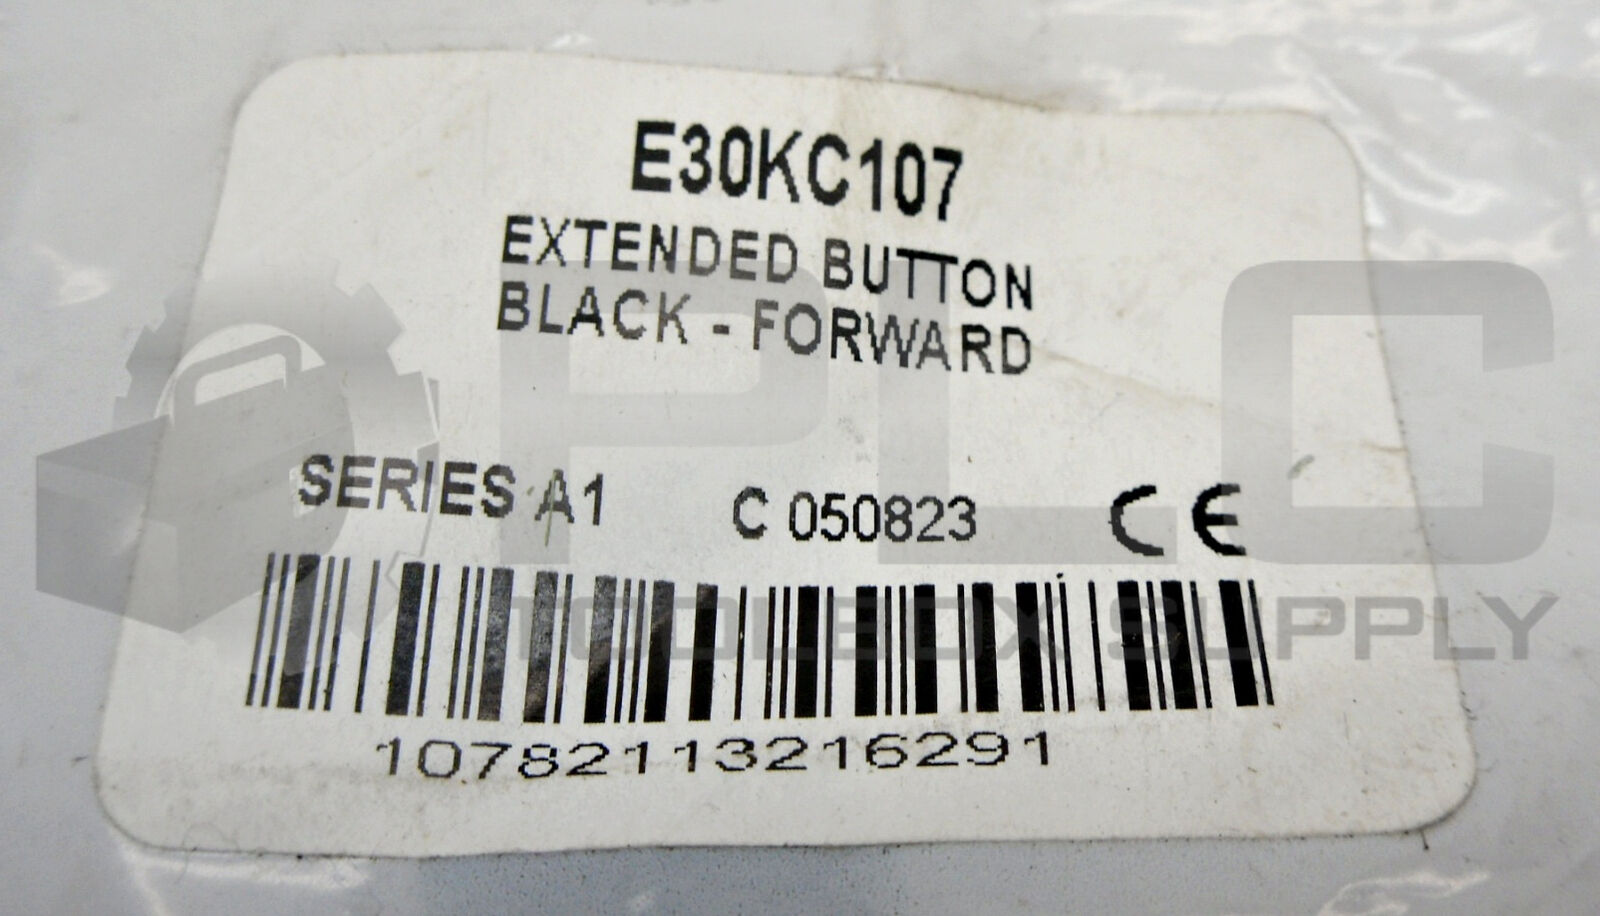 E30KC107
EXTENDED BUTTON
BLACK - FORWARD
SERIES A1 C 050823 CE
10782113216291
PLC
TOOLBOX SUPPLY